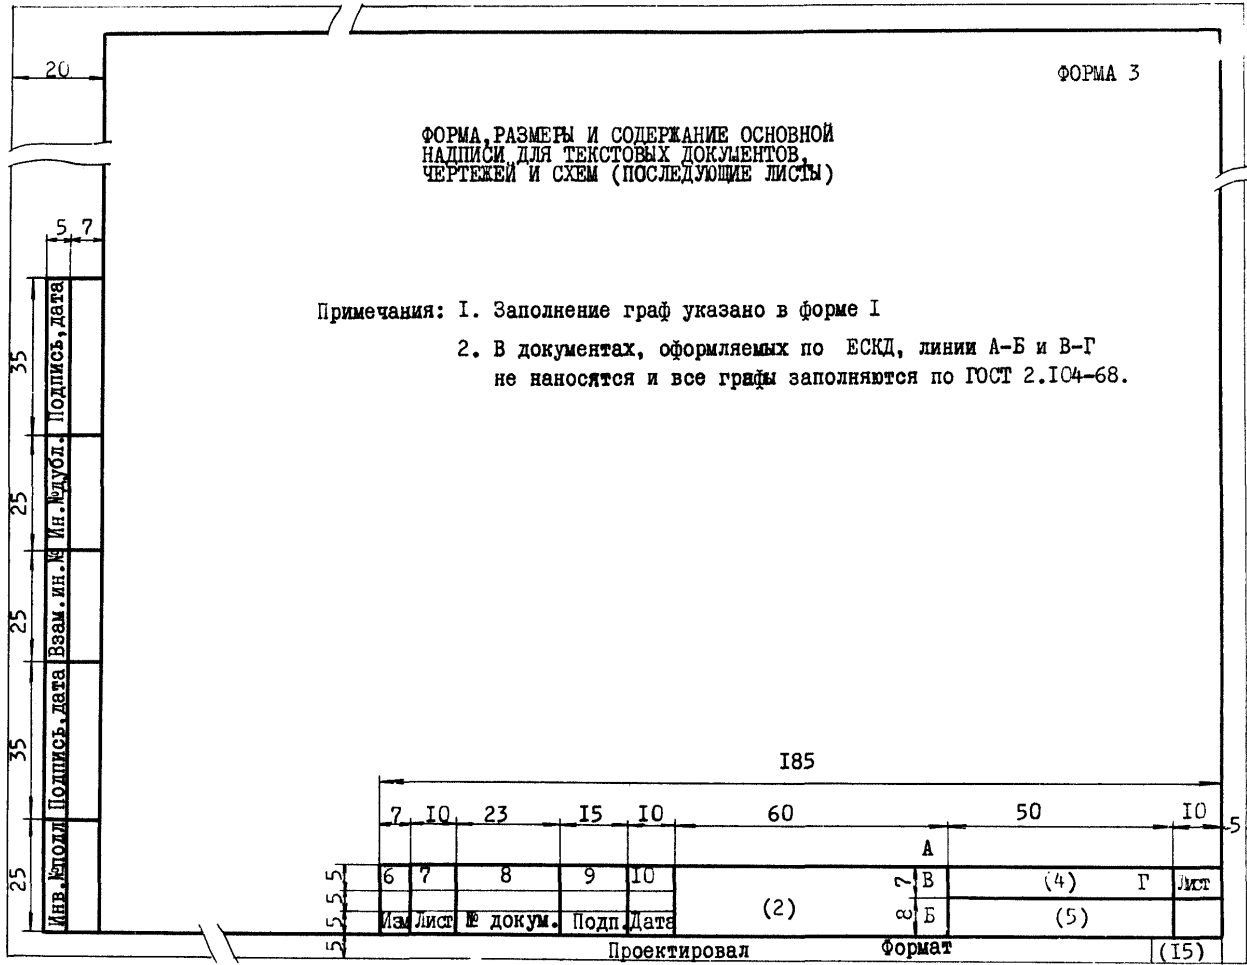 20
ФОРМА 3
ФОРМА, РАЗМЕРЫ И СОДЕРЖАНИЕ ОСНОВНОЙ
НАДПИСИ ДЛЯ ТЕКСТОВЫХ ДОКУМЕНТОВ,
ЧЕРТЕЖЕЙ И СХЕМ (ПОСЛЕДУЮЩИЕ ЛИСТЫ)
5 7
Примечания: I. Заполнение граф указано в форме I
2. В документах, оформляемых по ЕСКД, линии А-Б и В-Г
не наносятся и все графы заполняются по ГОСТ 2.I04-68.
35
Подпись, дата
25
Ин.№дубл.
25
Взам.ин.№
35
Подпись, дата
25
Инв.№подл
I85
7 I0 23 I5 I0 60 50 I0
5
А
5 6 7 8 9 I0 7 В (4) Г Лист
5
(2)
5 Изм Лист № докум. Подп. Дата 8 Б (5)
5 Проектировал Формат (I5)